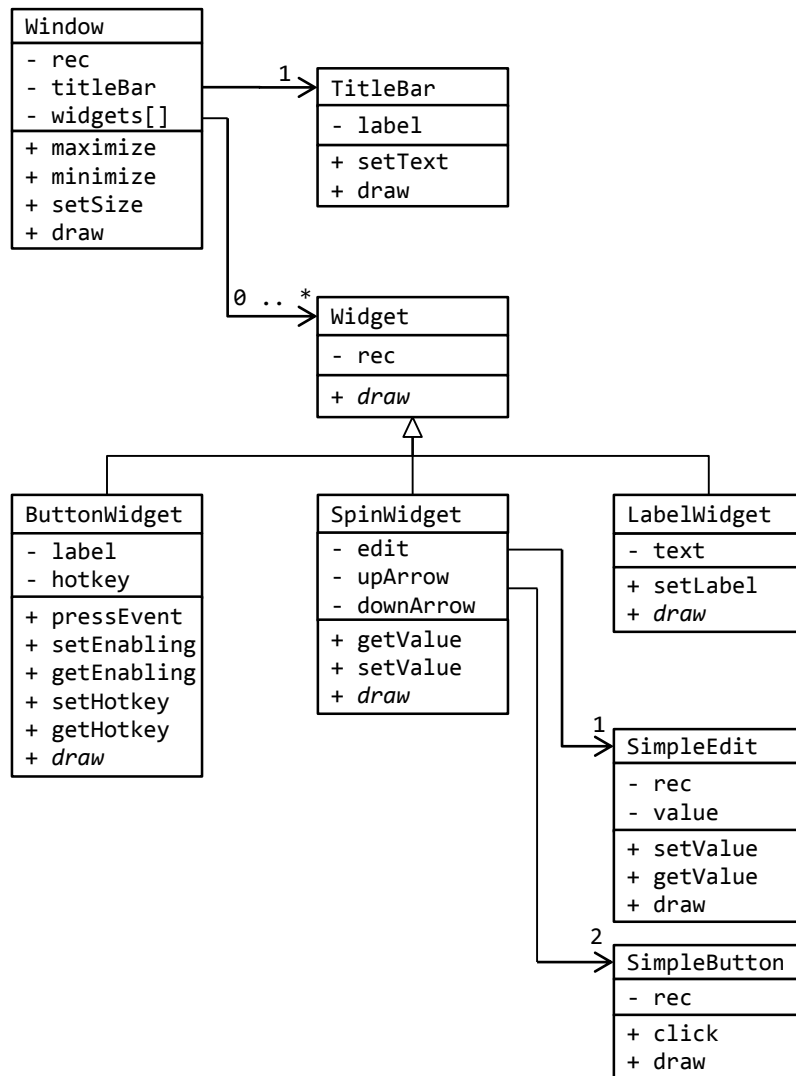 Window
- rec
- titleBar
- widgets[]
+ maximize
+ minimize
+ setSize
+ draw
1
TitleBar
- label
+ setText
+ draw
0 .. *
Widget
- rec
+ draw
ButtonWidget
- label
- hotkey
+ pressEvent
+ setEnabling
+ getEnabling
+ setHotkey
+ getHotkey
+ draw
SpinWidget
- edit
- upArrow
- downArrow
+ getValue
+ setValue
+ draw
LabelWidget
- text
+ setLabel
+ draw
1
SimpleEdit
- rec
- value
+ setValue
+ getValue
+ draw
2
SimpleButton
- rec
+ click
+ draw